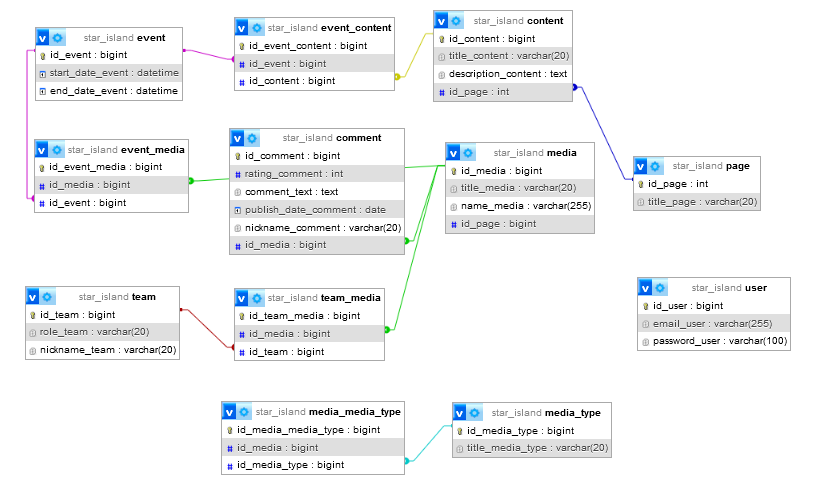 star_island event
id_event : bigint
start_date_event : datetime
end_date_event : datetime
star_island event_content
id_event_content : bigint
id_event : bigint
id_content : bigint
star_island content
id_content : bigint
title_content : varchar(20)
description_content : text
id_page : int
star_island event_media
id_event_media : bigint
id_media : bigint
id_event : bigint
star_island comment
id_comment : bigint
rating_comment : int
comment_text : text
publish_date_comment : date
nickname_comment : varchar(20)
id_media : bigint
star_island media
id_media : bigint
title_media : varchar(20)
name_media : varchar(255)
id_page : bigint
star_island page
id_page : int
title_page : varchar(20)
star_island team
id_team : bigint
role_team : varchar(20)
nickname_team : varchar(20)
star_island team_media
id_team_media : bigint
id_media : bigint
id_team : bigint
star_island user
id_user : bigint
email_user : varchar(255)
password_user : varchar(100)
star_island media_media_type
id_media_media_type : bigint
id_media : bigint
id_media_type : bigint
star_island media_type
id_media_type : bigint
title_media_type : varchar(20)